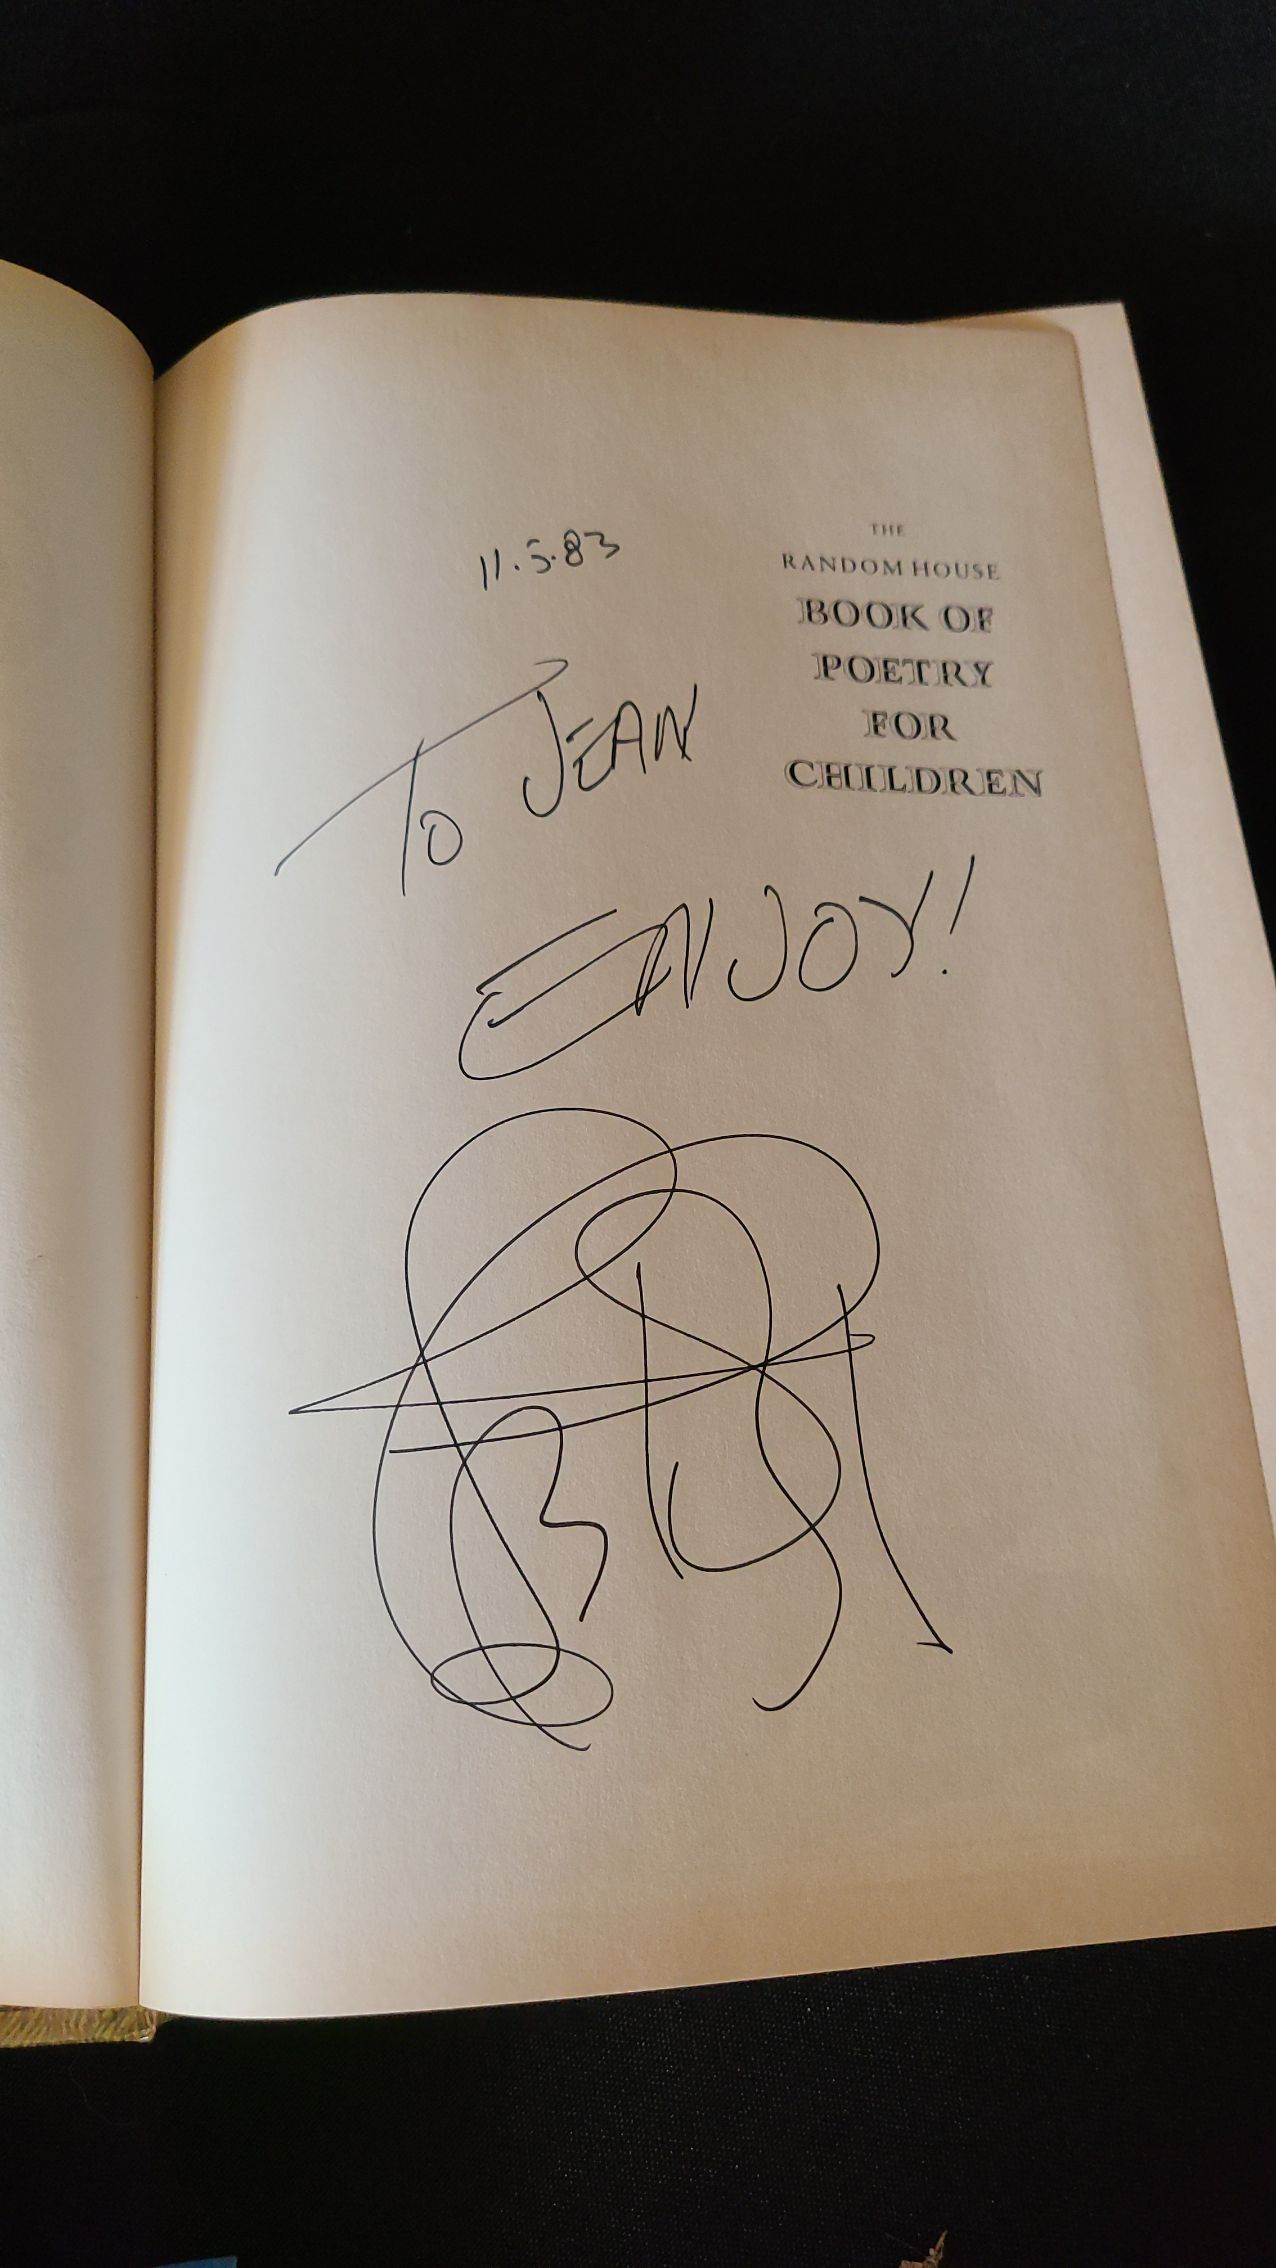 11.5.83
THE
RANDOM HOUSE
BOOK OF
POETRY
FOR
CHILDREN
TO JEAN
ENJOY!